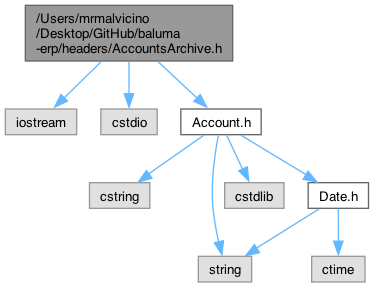 /Users/mrmalvicino
/Desktop/GitHub/baluma
-erp/headers/AccountsArchive.h
iostream
cstdio
Account.h
cstring
cstdlib
Date.h
string
ctime